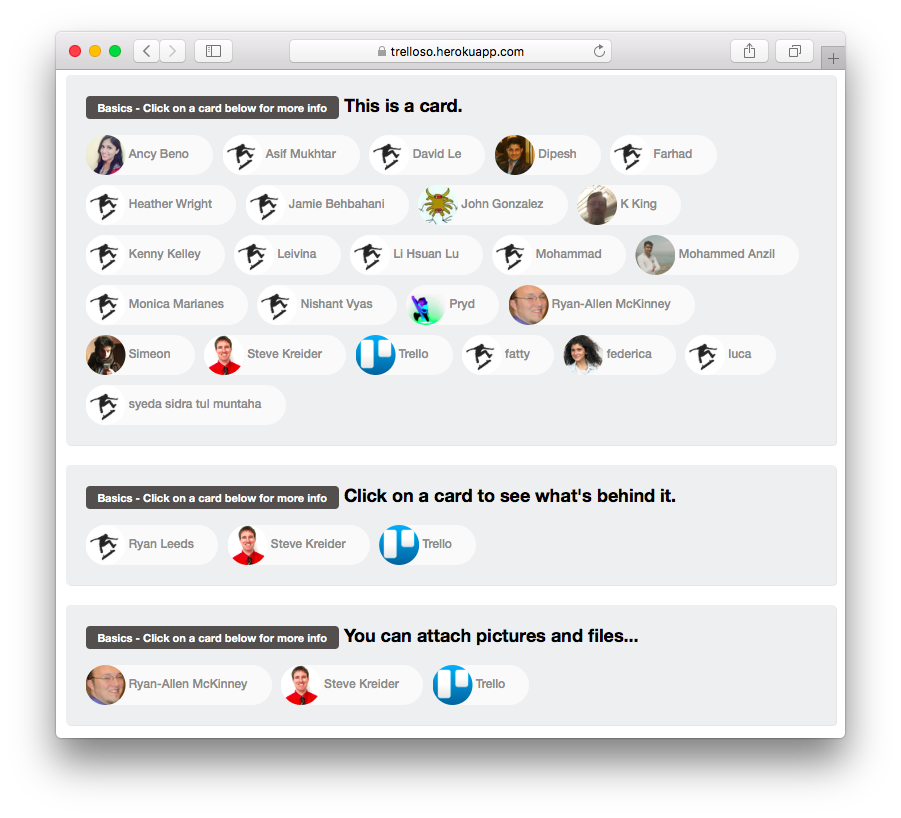 trelloso.herokuapp.com
Basics - Click on a card below for more info This is a card.
Ancy Beno Asif Mukhtar David Le Dipesh Farhad
Heather Wright Jamie Behbahani John Gonzalez K King
Kenny Kelley Leivina Li Hsuan Lu Mohammad Mohammed Anzil
Monica Marianes Nishant Vyas Pryd Ryan-Allen McKinney
Simeon Steve Kreider Trello fatty federica luca
syeda sidra tul muntaha
Basics - Click on a card below for more info Click on a card to see what's behind it.
Ryan Leeds Steve Kreider Trello
Basics - Click on a card below for more info You can attach pictures and files...
Ryan-Allen McKinney Steve Kreider Trello